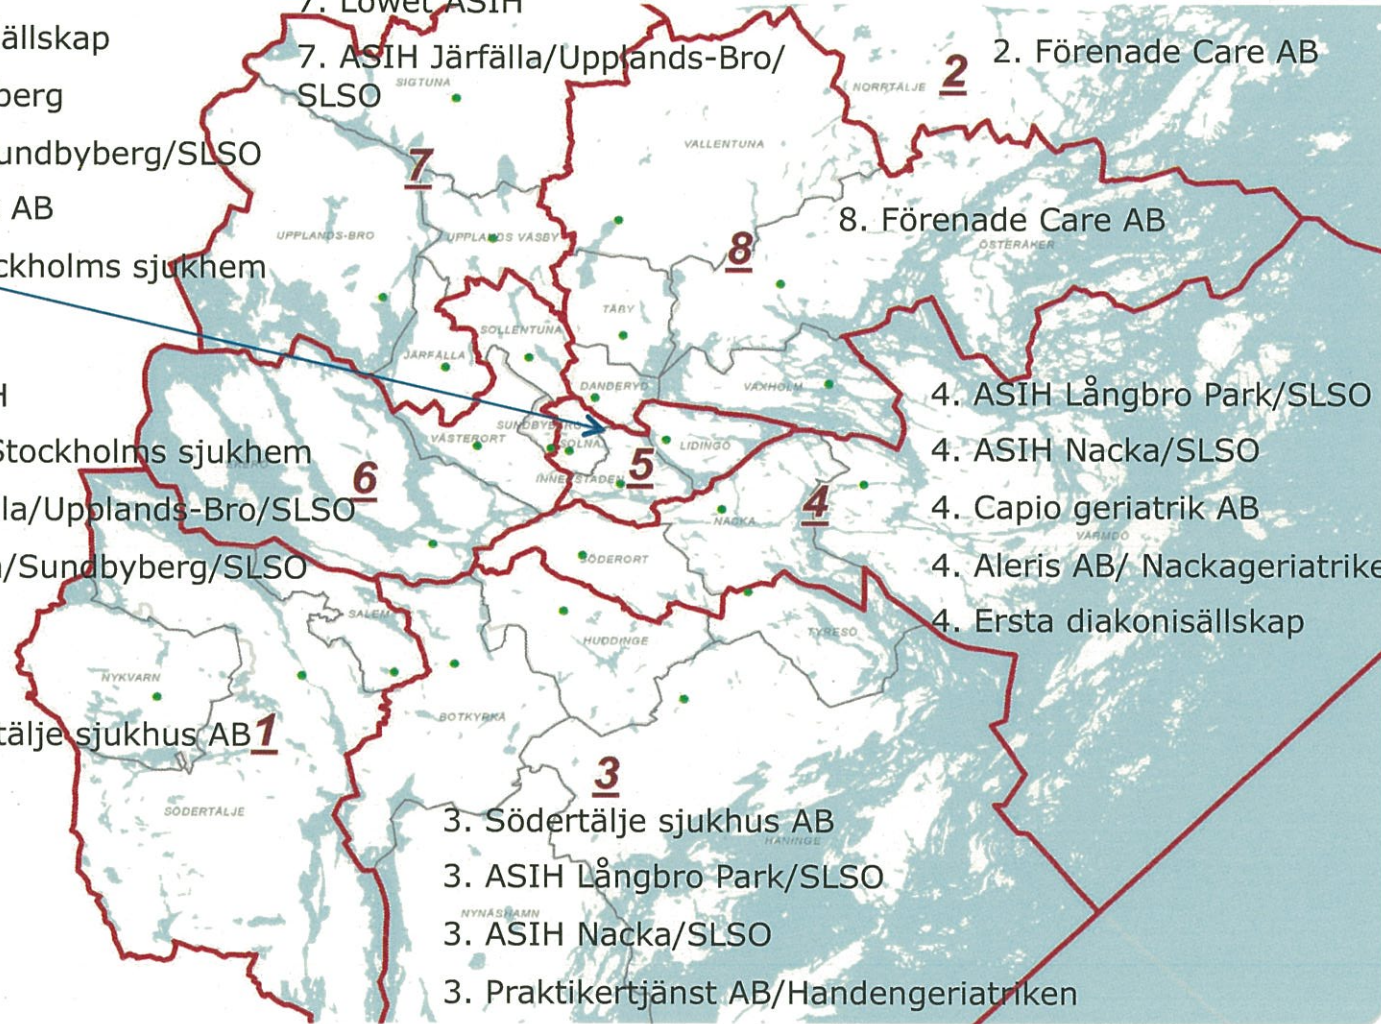 7. Lowet ASIH
ällskap
7. ASIH Järfälla/Upplands-Bro/
SLSO
2. Förenade Care AB
2
SIGTUNA
NORRTÄLJE
berg
VALLENTUNA
undbyberg/SLSO
7
AB
8. Förenade Care AB
UPPLANDS-BRO
UPPLANDS VÄSBY
8
ÖSTERÅKER
ckholms sjukhem
TÄBY
SOLLENTUNA
JÄRFÄLLA
DANDERYD
VAXHOLM
H
4. ASIH Långbro Park/SLSO
SUNDBYBERG
VÄSTERORT
SOLNA
LIDINGÖ
Stockholms sjukhem
4. ASIH Nacka/SLSO
6
5
INNERSTADEN
4
lla/Upplands-Bro/SLSO
4. Capio geriatrik AB
NACKA
VÄRMDÖ
SÖDERORT
a/Sundbyberg/SLSO
4. Aleris AB/ Nackageriatrike
SALEM
4. Ersta diakonisällskap
HUDDINGE
TYRESÖ
NYKVARN
BOTKYRKA
tälje sjukhus AB
1
3
SÖDERTÄLJE
3. Södertälje sjukhus AB
HANINGE
3. ASIH Långbro Park/SLSO
NYNÄSHAMN
3. ASIH Nacka/SLSO
3. Praktikertjänst AB/Handengeriatriken